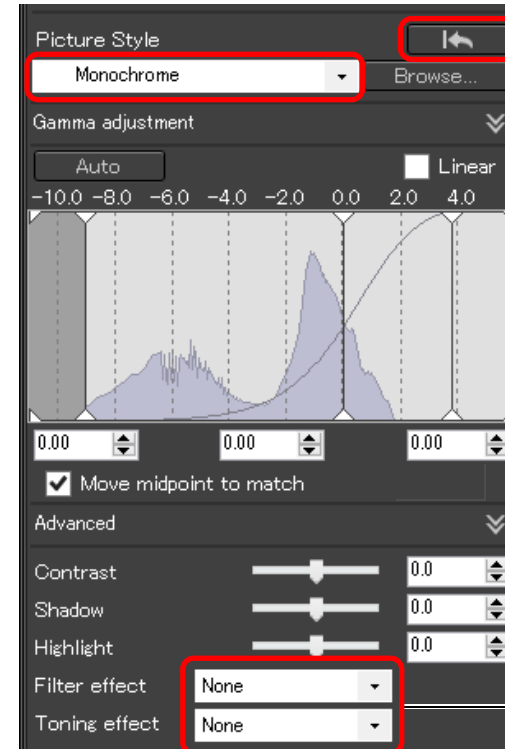 Picture Style
Monochrome
Browse...
Gamma adjustment
Auto
Linear
-10.0 -8.0 -6.0 -4.0 -2.0 0.0 2.0 4.0
0.00 0.00 0.00
Move midpoint to match
Advanced
Contrast 0.0
Shadow 0.0
Highlight 0.0
Filter effect None
Toning effect None